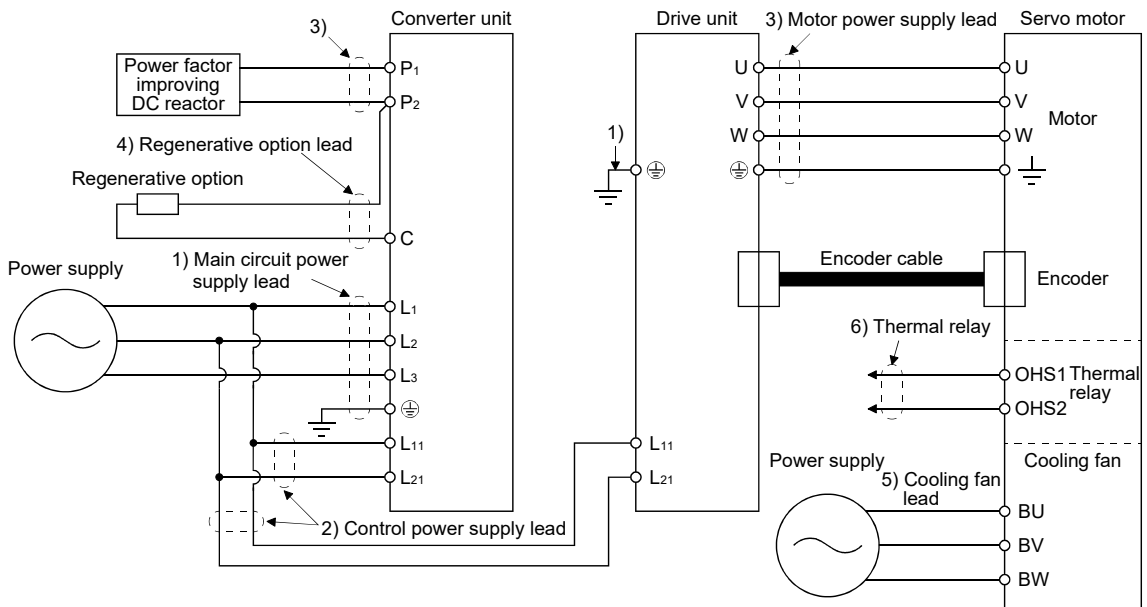 Converter unit
Drive unit
3) Motor power supply lead
Servo motor
3)
Power factor
improving
DC reactor
P1
P2
U
V
W
U
V
W
Motor
1)
4) Regenerative option lead
Regenerative option
C
Power supply
1) Main circuit power
supply lead
L1
L2
L3
L11
L21
2) Control power supply lead
Encoder cable
Encoder
6) Thermal relay
OHS1
Thermal
relay
OHS2
L11
L21
Power supply
5) Cooling fan
lead
Cooling fan
BU
BV
BW